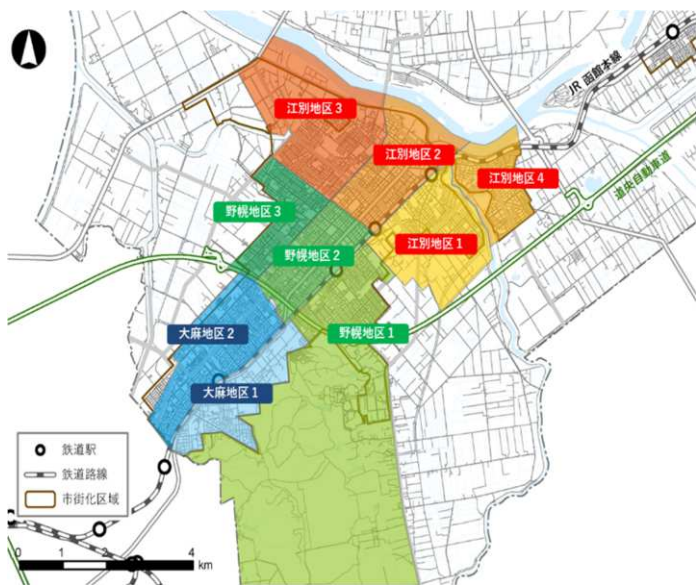 JR 函館本線
江別地区3
江別地区2
江別地区4
道央自動車道
野幌地区3
江別地区1
野幌地区2
大麻地区2
野幌地区1
大麻地区1
鉄道駅
鉄道路線
市街化区域
0 1 2 4
km